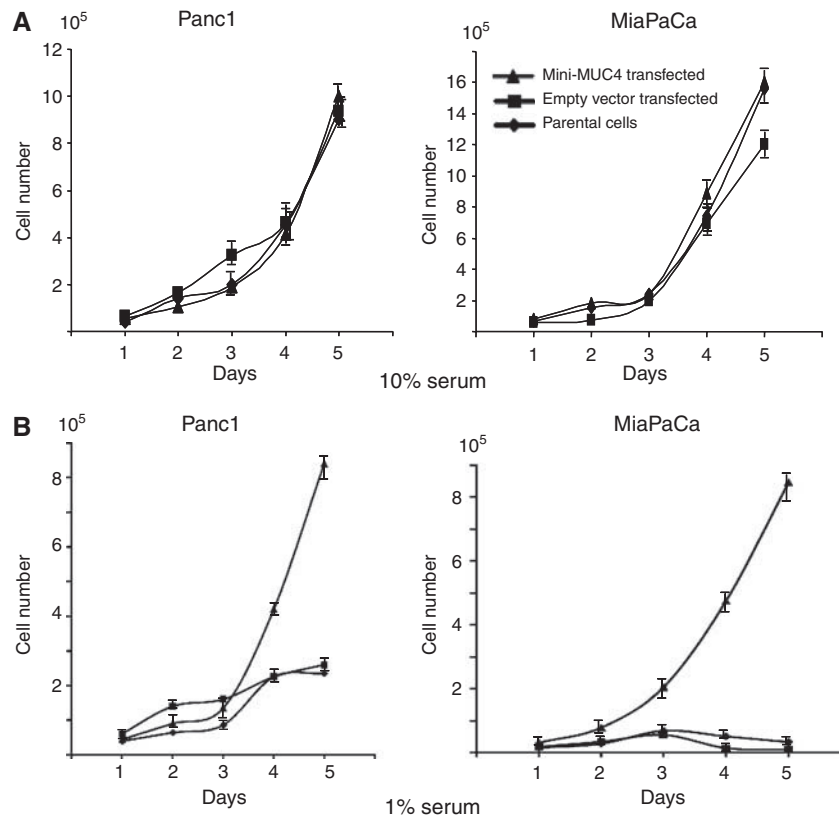 A
Panc1
10^5
12
10
8
6
4
2
Cell number
1 2 3 4 5
Days
MiaPaCa
10^5
16
14
12
10
8
6
4
2
Cell number
Mini-MUC4 transfected
Empty vector transfected
Parental cells
1 2 3 4 5
Days
10% serum
B
Panc1
10^5
8
6
4
2
Cell number
1 2 3 4 5
Days
MiaPaCa
10^5
8
6
4
2
Cell number
1 2 3 4 5
Days
1% serum